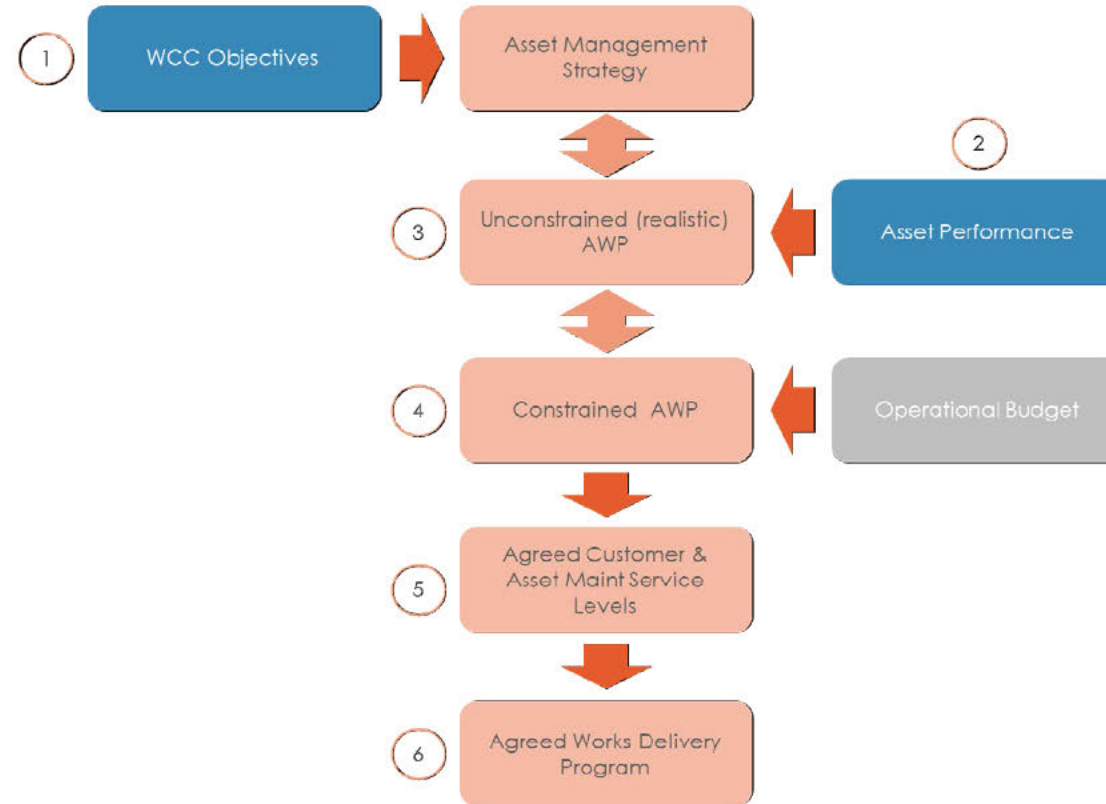 1
WCC Objectives
Asset Management
Strategy
2
3
Unconstrained (realistic)
AWP
Asset Performance
4
Constrained AWP
Operational Budget
5
Agreed Customer &
Asset Maint Service
Levels
6
Agreed Works Delivery
Program